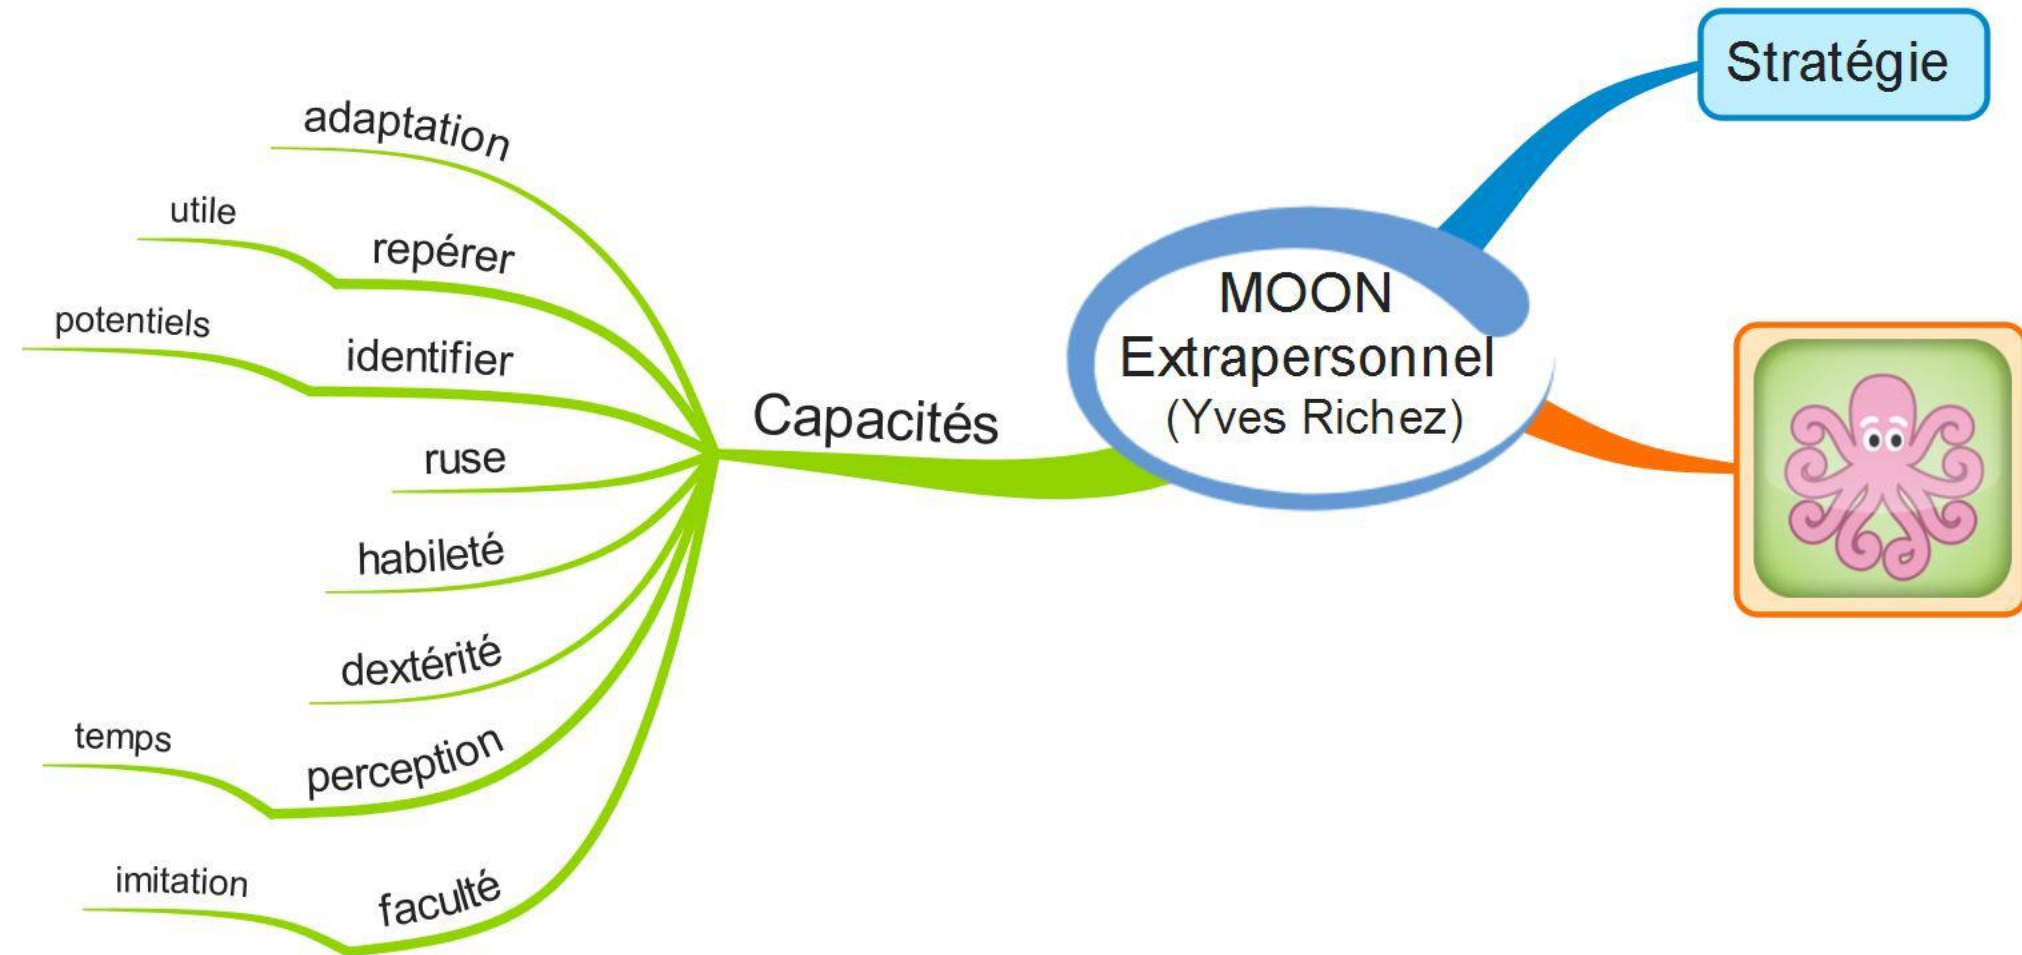 MOON
Extrapersonnel
(Yves Richez)
Stratégie
Capacités
adaptation
repérer
utile
identifier
potentiels
ruse
habileté
dextérité
perception
temps
faculté
imitation